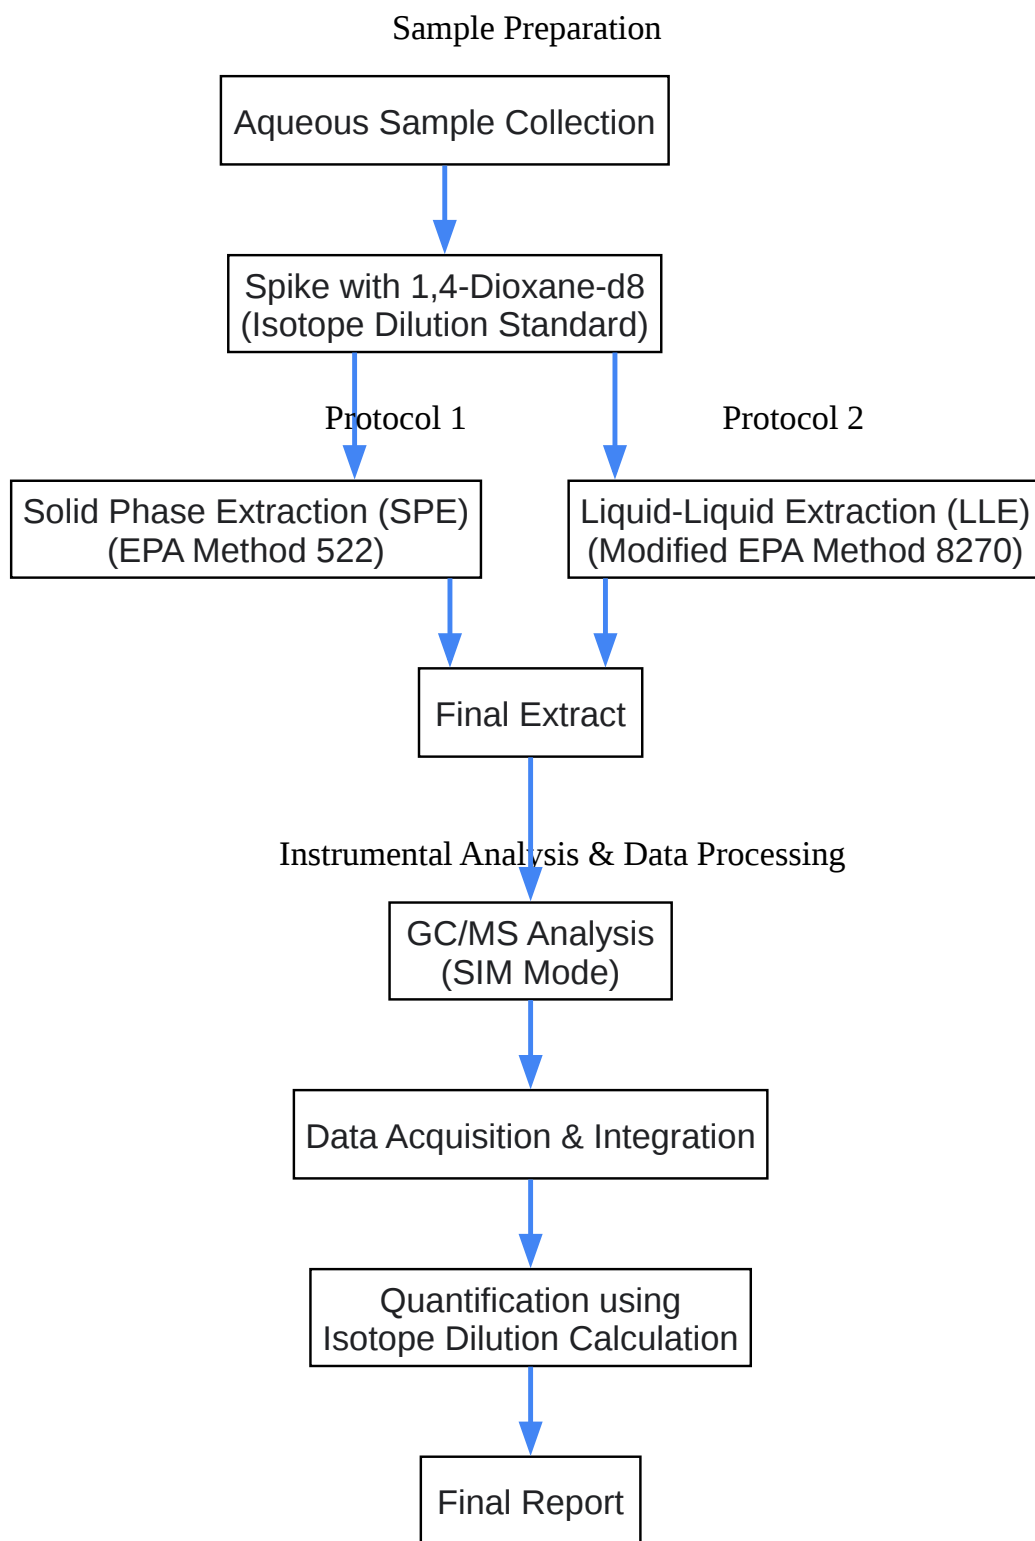 Sample Preparation
Aqueous Sample Collection
Spike with 1,4-Dioxane-d8
(Isotope Dilution Standard)
Protocol 1
Protocol 2
Solid Phase Extraction (SPE)
(EPA Method 522)
Liquid-Liquid Extraction (LLE)
(Modified EPA Method 8270)
Final Extract
Instrumental Analysis & Data Processing
GC/MS Analysis
(SIM Mode)
Data Acquisition & Integration
Quantification using
Isotope Dilution Calculation
Final Report